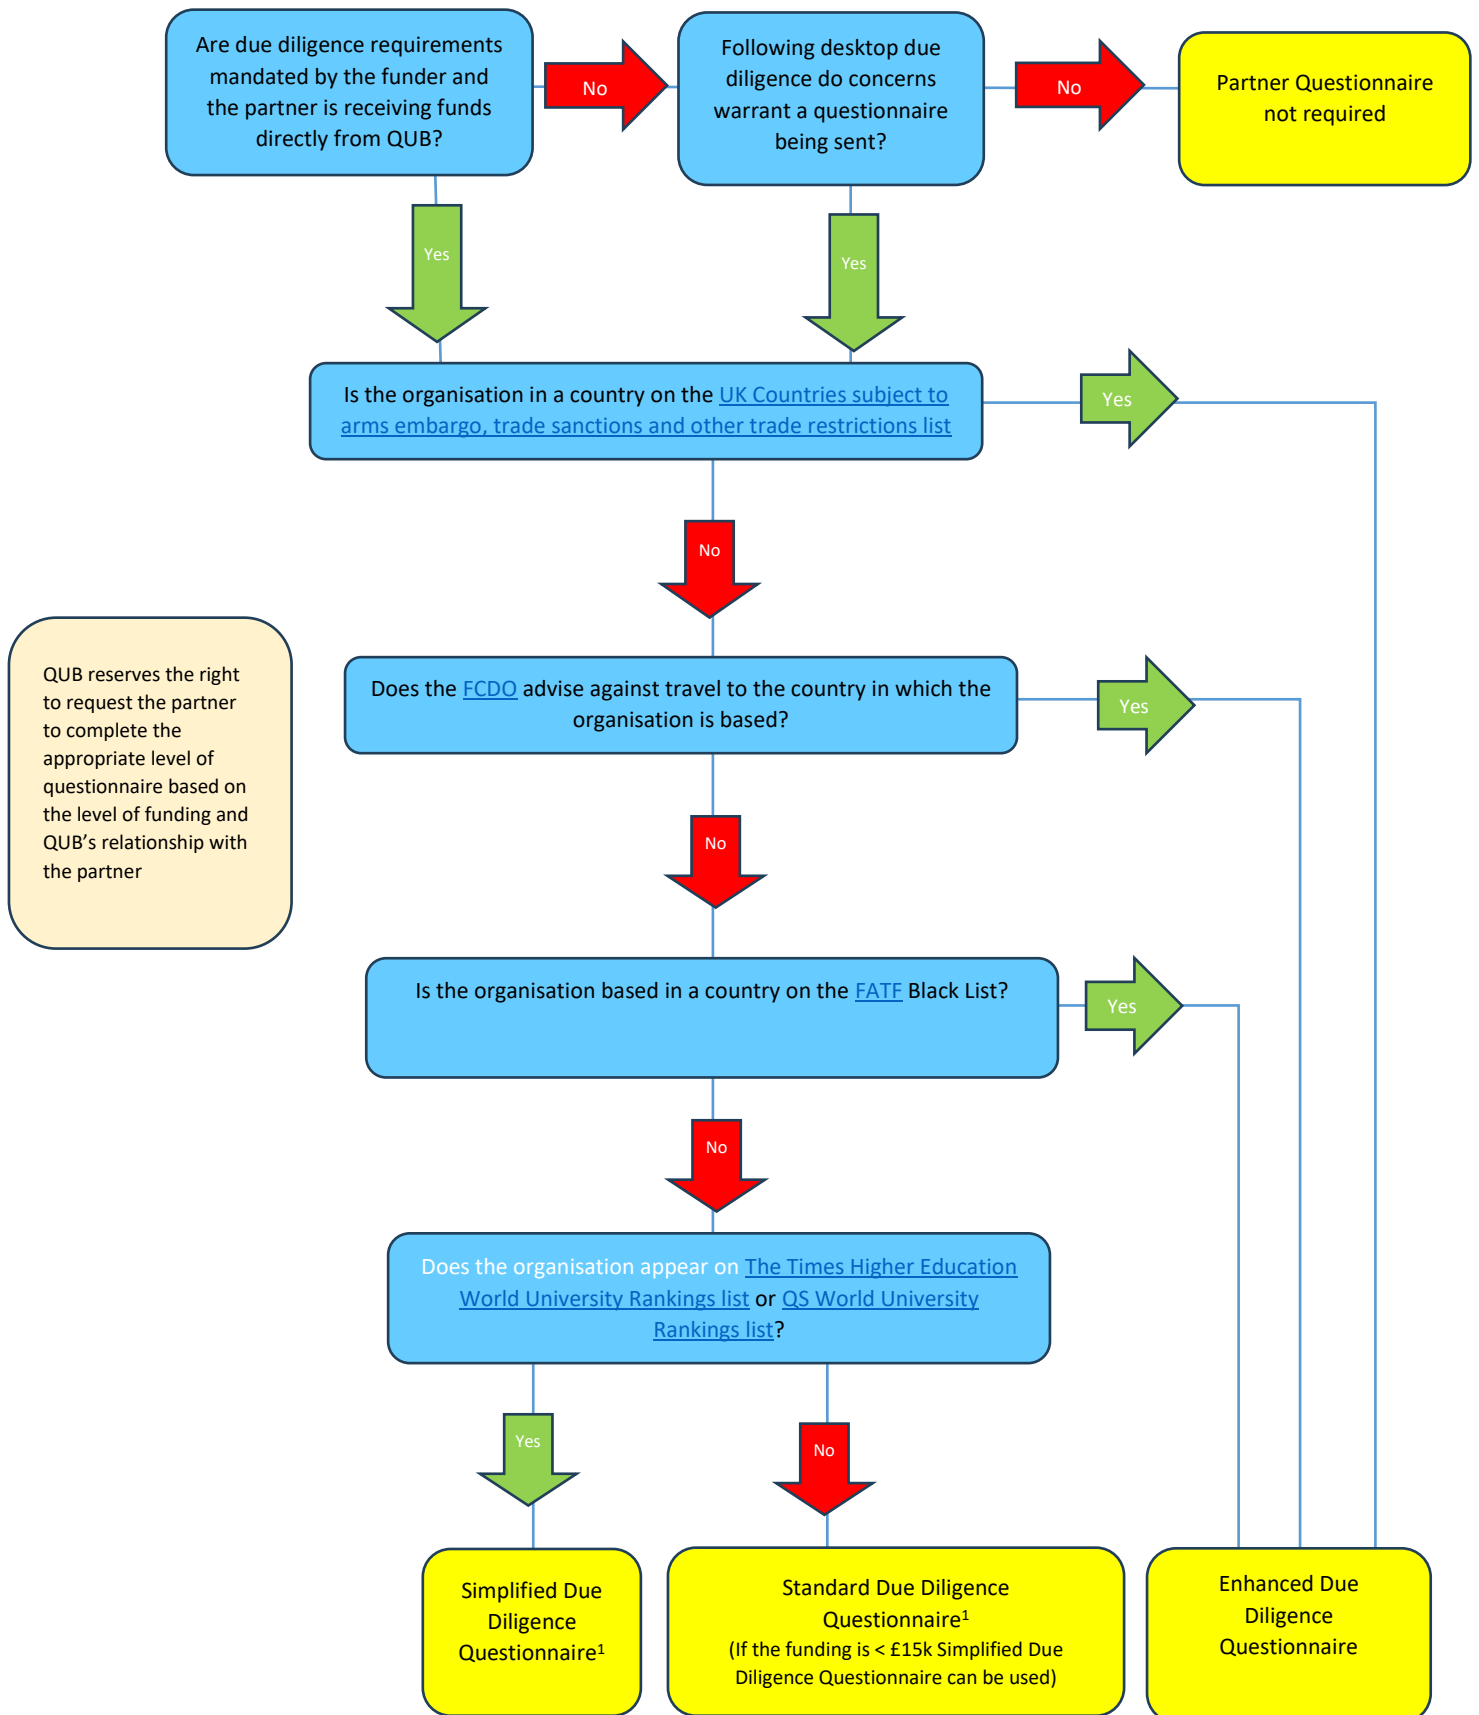 Are due diligence requirements
mandated by the funder and
the partner is receiving funds
directly from QUB?
No
Following desktop due
diligence do concerns
warrant a questionnaire
being sent?
No
Partner Questionnaire
not required
Yes
Yes
Is the organisation in a country on the UK Countries subject to
arms embargo, trade sanctions and other trade restrictions list
Yes
No
QUB reserves the right
to request the partner
to complete the
appropriate level of
questionnaire based on
the level of funding and
QUB’s relationship with
the partner
Does the FCDO advise against travel to the country in which the
organisation is based?
Yes
No
Is the organisation based in a country on the FATF Black List?
Yes
No
Does the organisation appear on The Times Higher Education
World University Rankings list or QS World University
Rankings list?
Yes
No
Simplified Due
Diligence
Questionnaire¹
Standard Due Diligence
Questionnaire¹
(If the funding is < £15k Simplified Due
Diligence Questionnaire can be used)
Enhanced Due
Diligence
Questionnaire